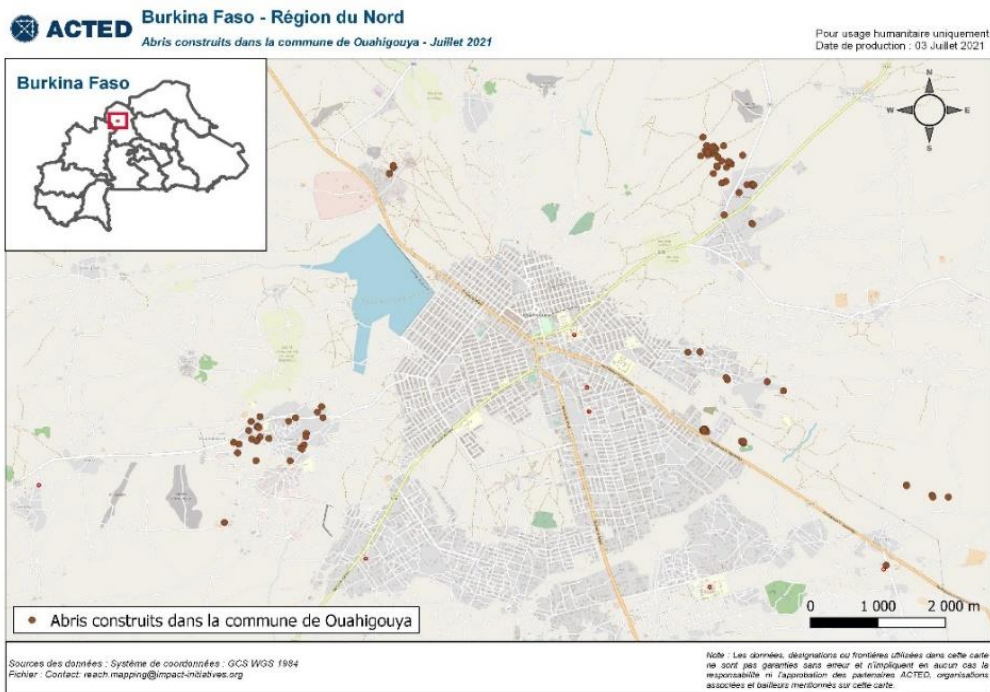 ACTED
Burkina Faso - Région du Nord
Abris construits dans la commune de Ouahigouya - Juillet 2021
Pour usage humanitaire uniquement
Date de production : 03 Juillet 2021
Burkina Faso
N
W E
S
Abris construits dans la commune de Ouahigouya
0 1 000 2 000 m
Sources des données : Système de coordonnées : GCS WGS 1984
Fichier : Contact: reach.mapping@impact-initiatives.org
Note : Les données, désignations ou frontières utilisées dans cette carte
ne sont pas garanties sans erreur et n'impliquent en aucun cas la
responsabilité ni l'approbation des partenaires ACTED, organisations
associées et bailleurs mentionnés sur cette carte.